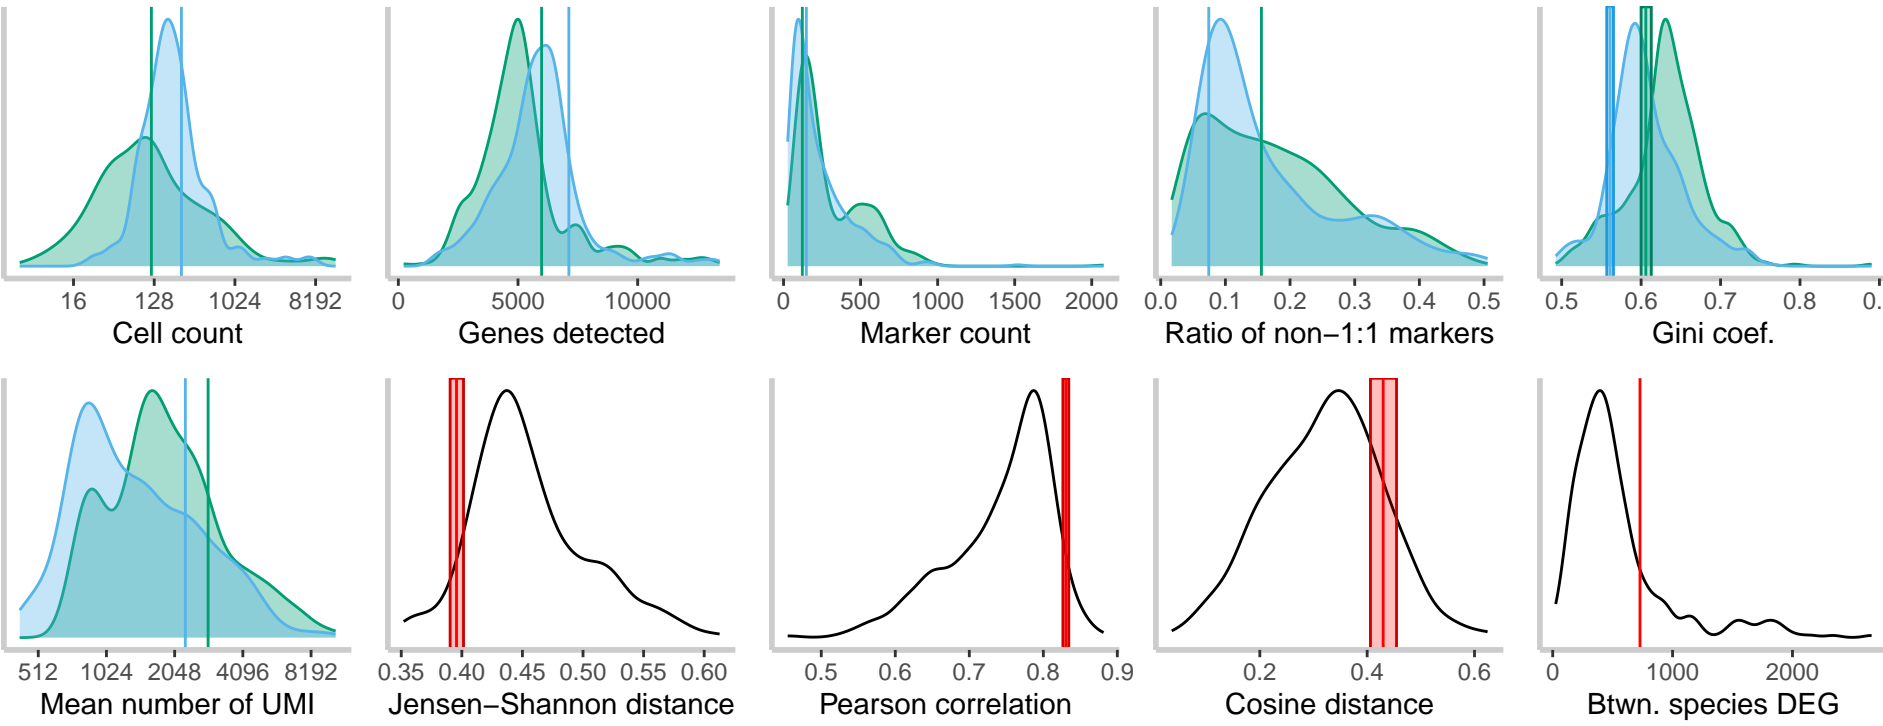 16 128 1024 8192
Cell count
0 5000 10000
Genes detected
0 500 1000 1500 2000
Marker count
0.0 0.1 0.2 0.3 0.4 0.5
Ratio of non−1:1 markers
0.5 0.6 0.7 0.8 0.
Gini coef.
512 1024 2048 4096 8192
Mean number of UMI
0.35 0.40 0.45 0.50 0.55 0.60
Jensen−Shannon distance
0.5 0.6 0.7 0.8 0.9
Pearson correlation
0.2 0.4 0.6
Cosine distance
0 1000 2000
Btwn. species DEG